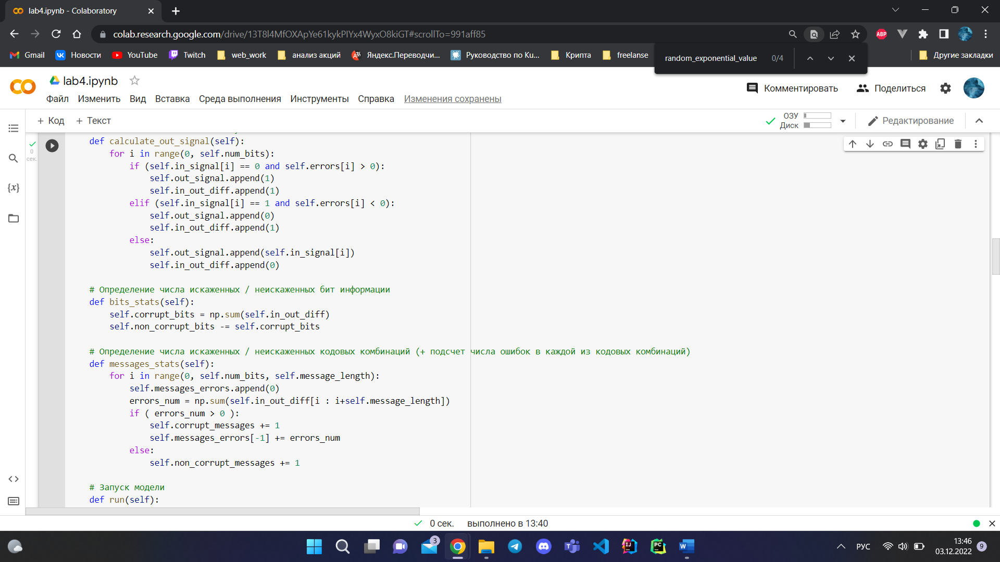 lab4.ipynb - Colaboratory
colab.research.google.com/drive/13T8l4MfOXApYe61kykPIYx4WyxO8kiGT#scrollTo=991aff85
ABP
Gmail
Новости
YouTube
Twitch
web_work
анализ акций
Яндекс.Переводчи...
Руководство по Ku...
Крипта
freelanse
Другие закладки
random_exponential_value 0/4
lab4.ipynb
Файл Изменить Вид Вставка Среда выполнения Инструменты Справка Изменения сохранены
Комментировать
Поделиться
+ Код + Текст
ОЗУ
Диск
Редактирование
0
сек.
{x}
def calculate_out_signal(self):
for i in range(0, self.num_bits):
if (self.in_signal[i] == 0 and self.errors[i] > 0):
self.out_signal.append(1)
self.in_out_diff.append(1)
elif (self.in_signal[i] == 1 and self.errors[i] < 0):
self.out_signal.append(0)
self.in_out_diff.append(1)
else:
self.out_signal.append(self.in_signal[i])
self.in_out_diff.append(0)
# Определение числа искаженных / неискаженных бит информации
def bits_stats(self):
self.corrupt_bits = np.sum(self.in_out_diff)
self.non_corrupt_bits -= self.corrupt_bits
# Определение числа искаженных / неискаженных кодовых комбинаций (+ подсчет числа ошибок в каждой из кодовых комбинаций)
def messages_stats(self):
for i in range(0, self.num_bits, self.message_length):
self.messages_errors.append(0)
errors_num = np.sum(self.in_out_diff[i : i+self.message_length])
if ( errors_num > 0 ):
self.corrupt_messages += 1
self.messages_errors[-1] += errors_num
else:
self.non_corrupt_messages += 1
# Запуск модели
def run(self):
0 сек. выполнено в 13:40
3
РУС
13:46
03.12.2022
9